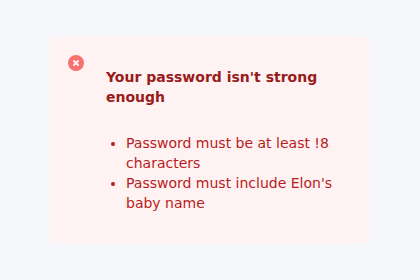 Your password isn't strong
enough
• Password must be at least !8
characters
• Password must include Elon's
baby name